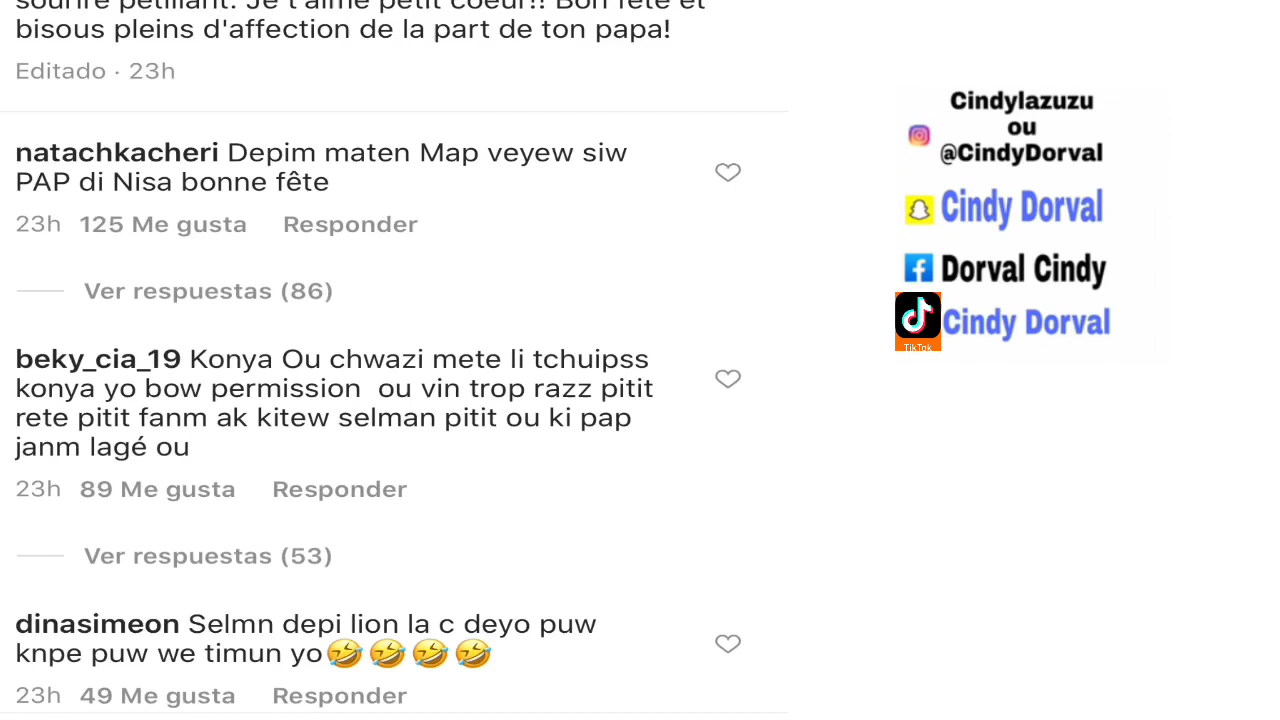 sourire pétillant. Je t'aime petit coeur!! Bon fête et
bisous pleins d'affection de la part de ton papa!
Editado · 23h
natachkacheri Depim maten Map veyew siw
PAP di Nisa bonne fête
23h 125 Me gusta Responder
Ver respuestas (86)
beky_cia_19 Konya Ou chwazi mete li tchuipss
konya yo bow permission  ou vin trop razz pitit
rete pitit fanm ak kitew selman pitit ou ki pap
janm lagé ou
23h 89 Me gusta Responder
Ver respuestas (53)
dinasimeon Selmn depi lion la c deyo puw
knpe puw we timun yo🤣🤣🤣🤣
23h 49 Me gusta Responder
Cindylazuzu
ou
@CindyDorval
Cindy Dorval
Dorval Cindy
Cindy Dorval
TikTok